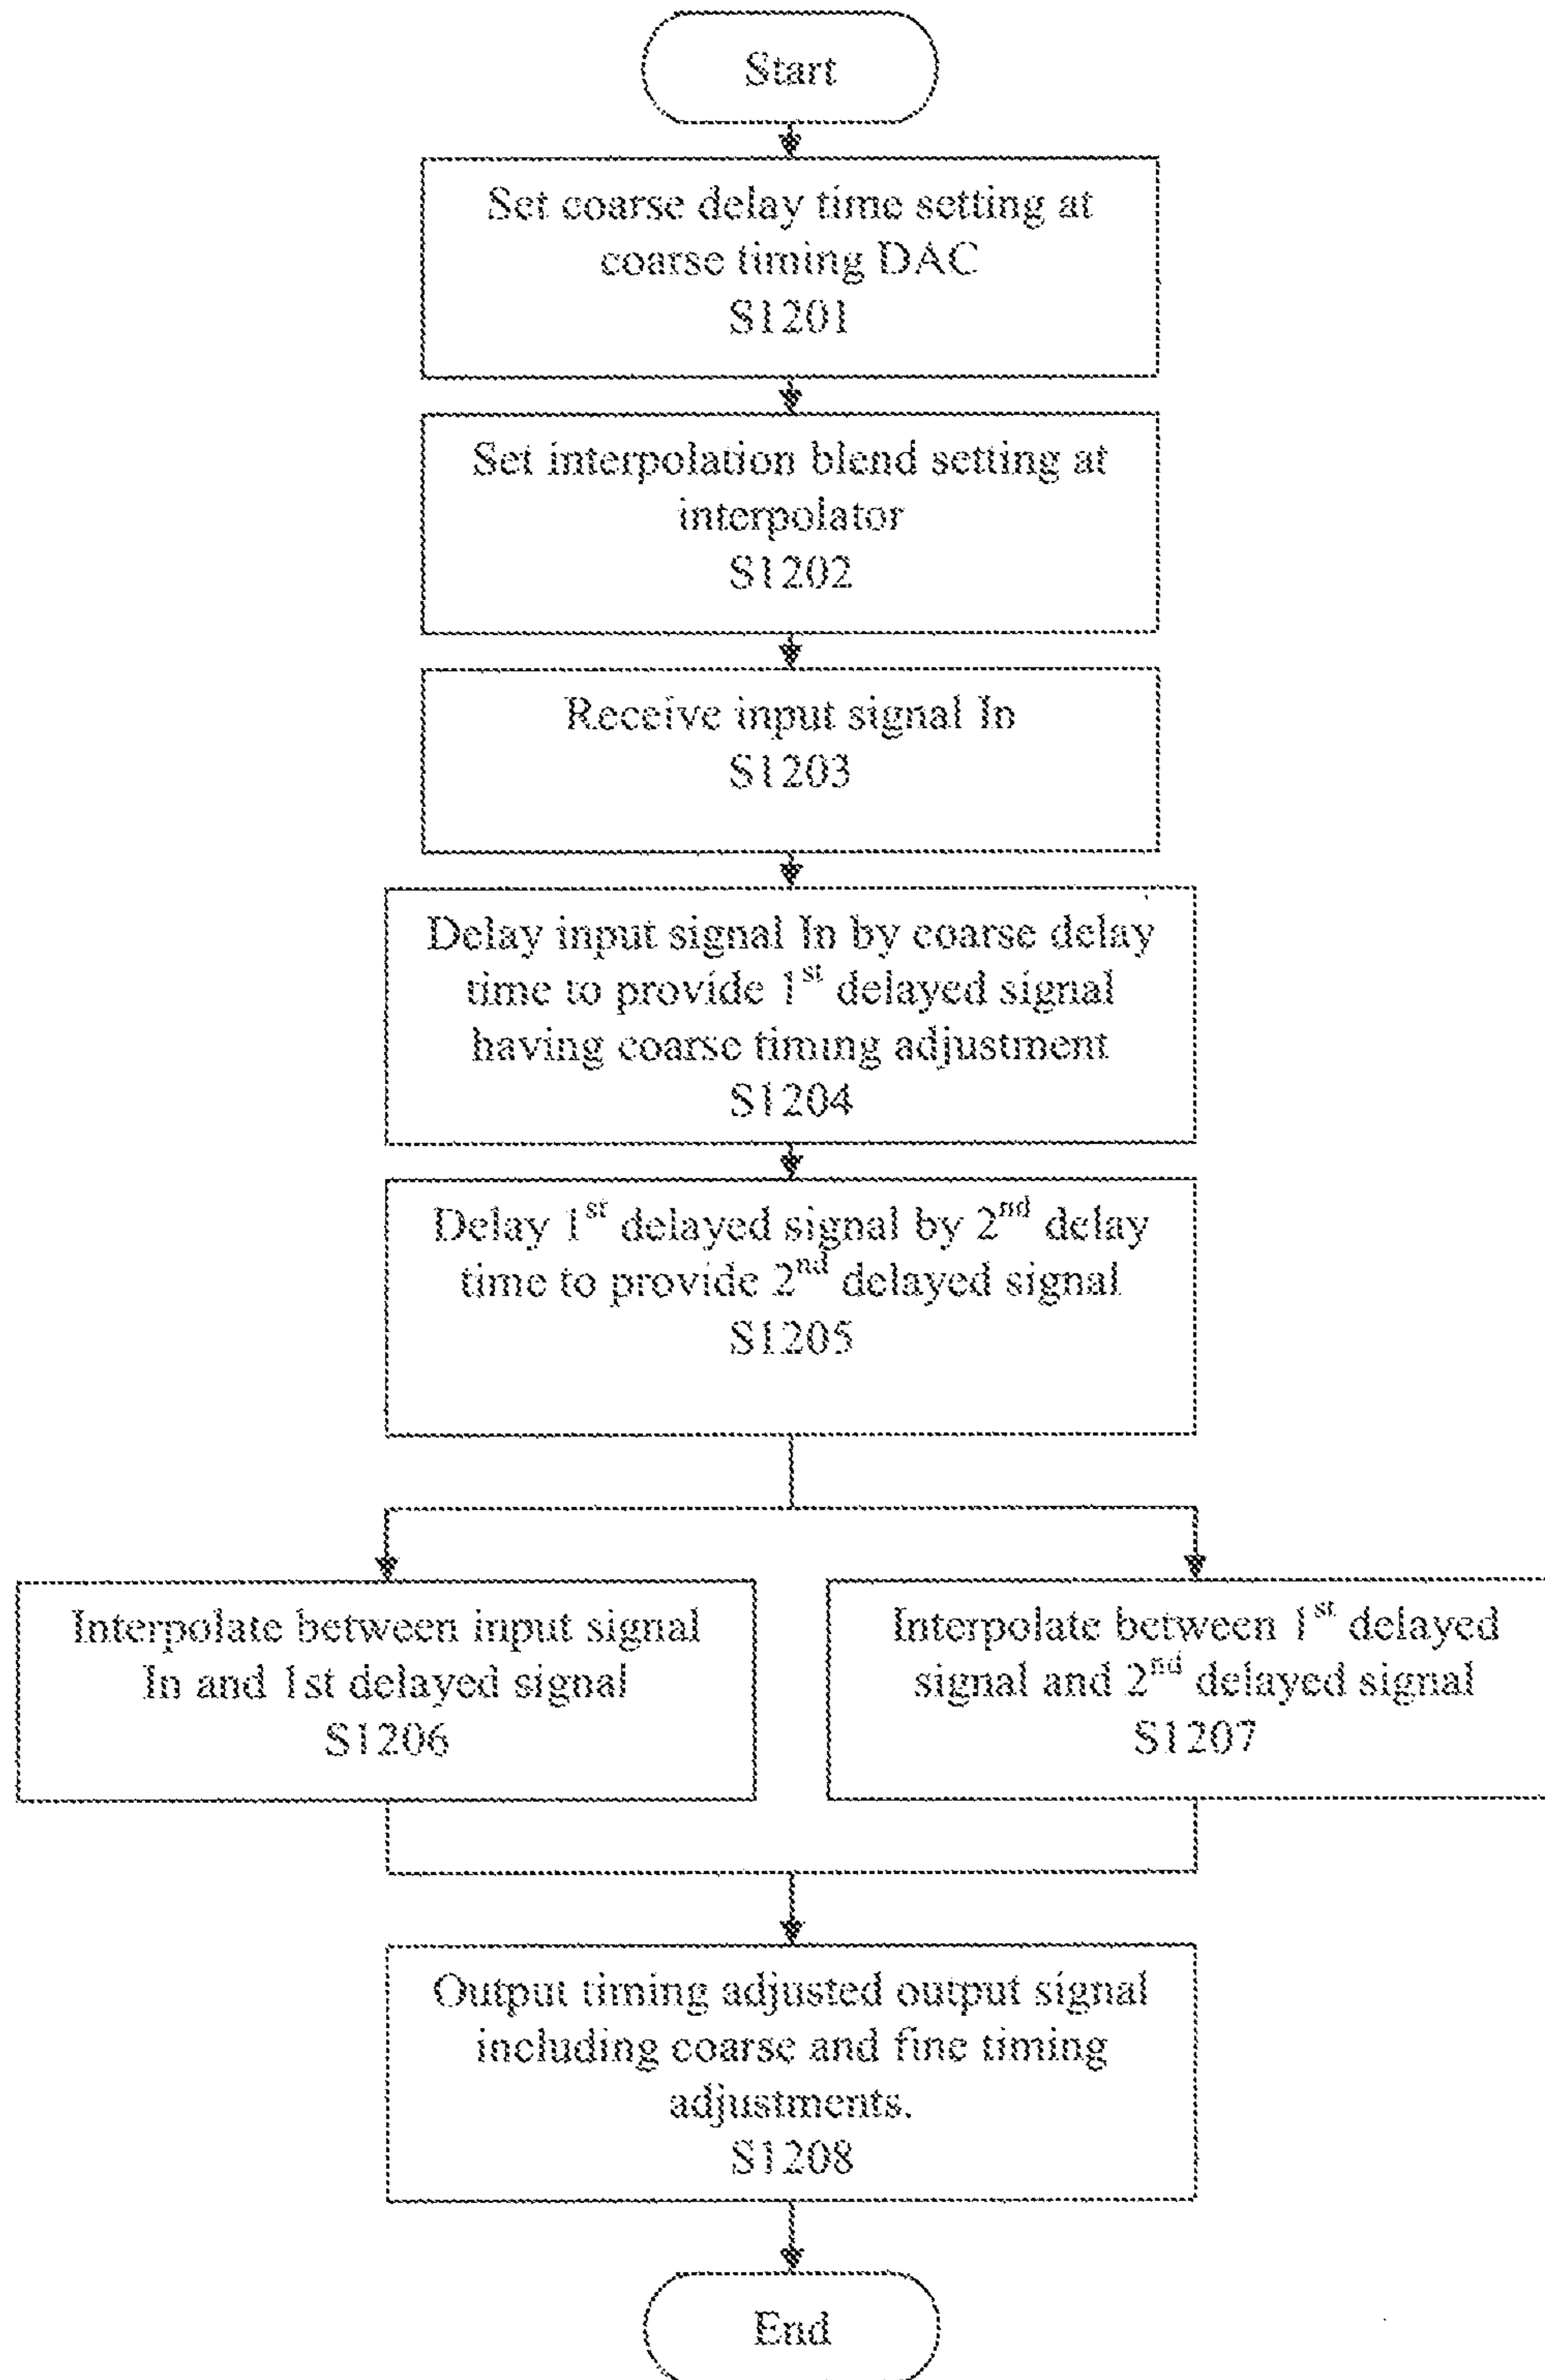 Start
Set coarse delay time setting at
coarse timing DAC
S1201
Set interpolation blend setting at
interpolator
S1202
Receive input signal In
S1203
Delay input signal In by coarse delay
time to provide 1st delayed signal
having coarse timing adjustment
S1204
Delay 1st delayed signal by 2nd delay
time to provide 2nd delayed signal
S1205
Interpolate between input signal
In and 1st delayed signal
S1206
Interpolate between 1st delayed
signal and 2nd delayed signal
S1207
Output timing adjusted output signal
including coarse and fine timing
adjustments.
S1208
End